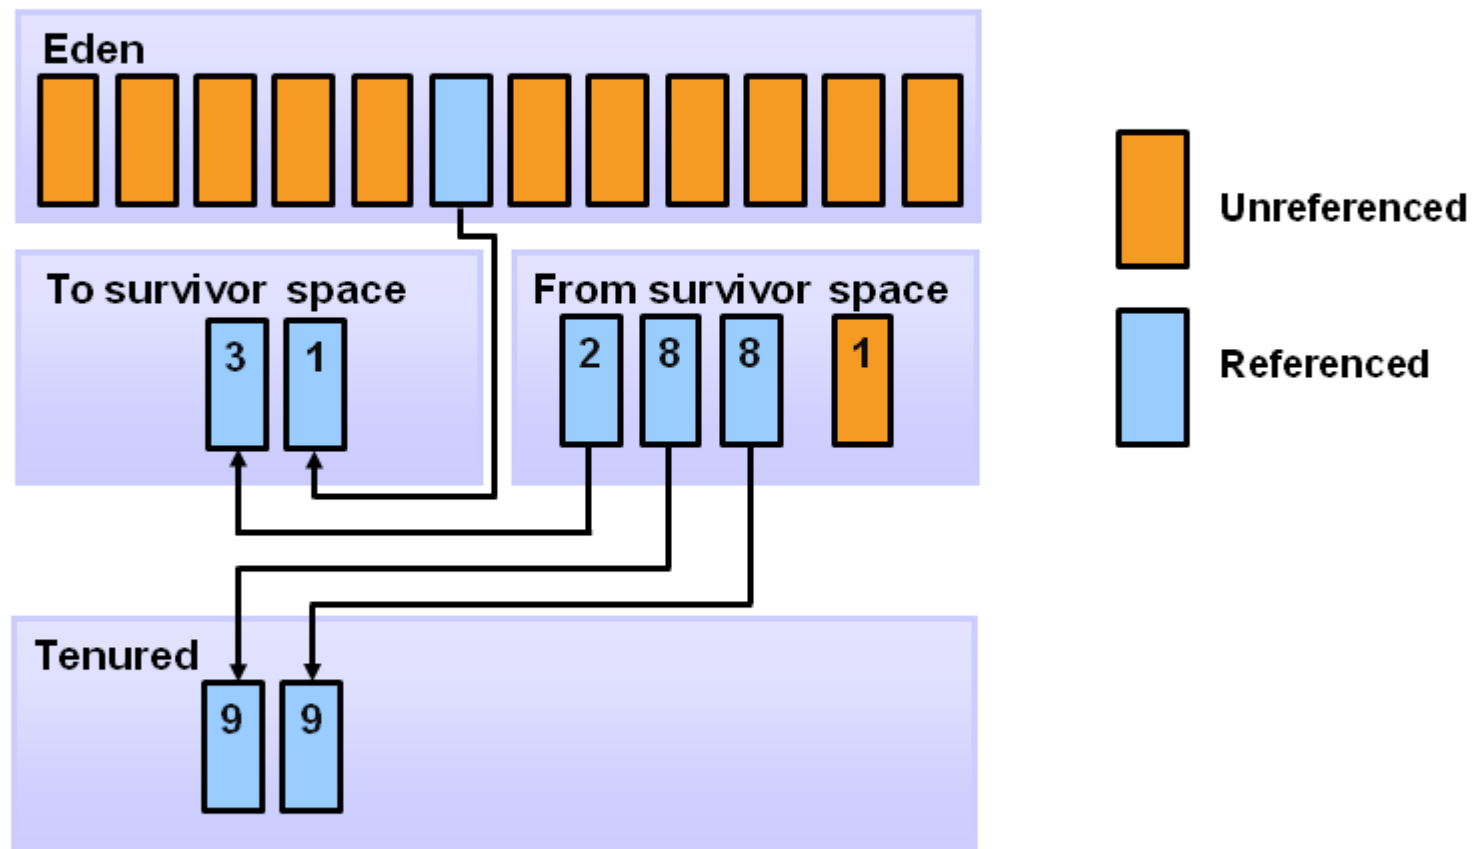 Eden
Unreferenced
To survivor space
From survivor space
3 1
2 8 8 1
Referenced
Tenured
9 9